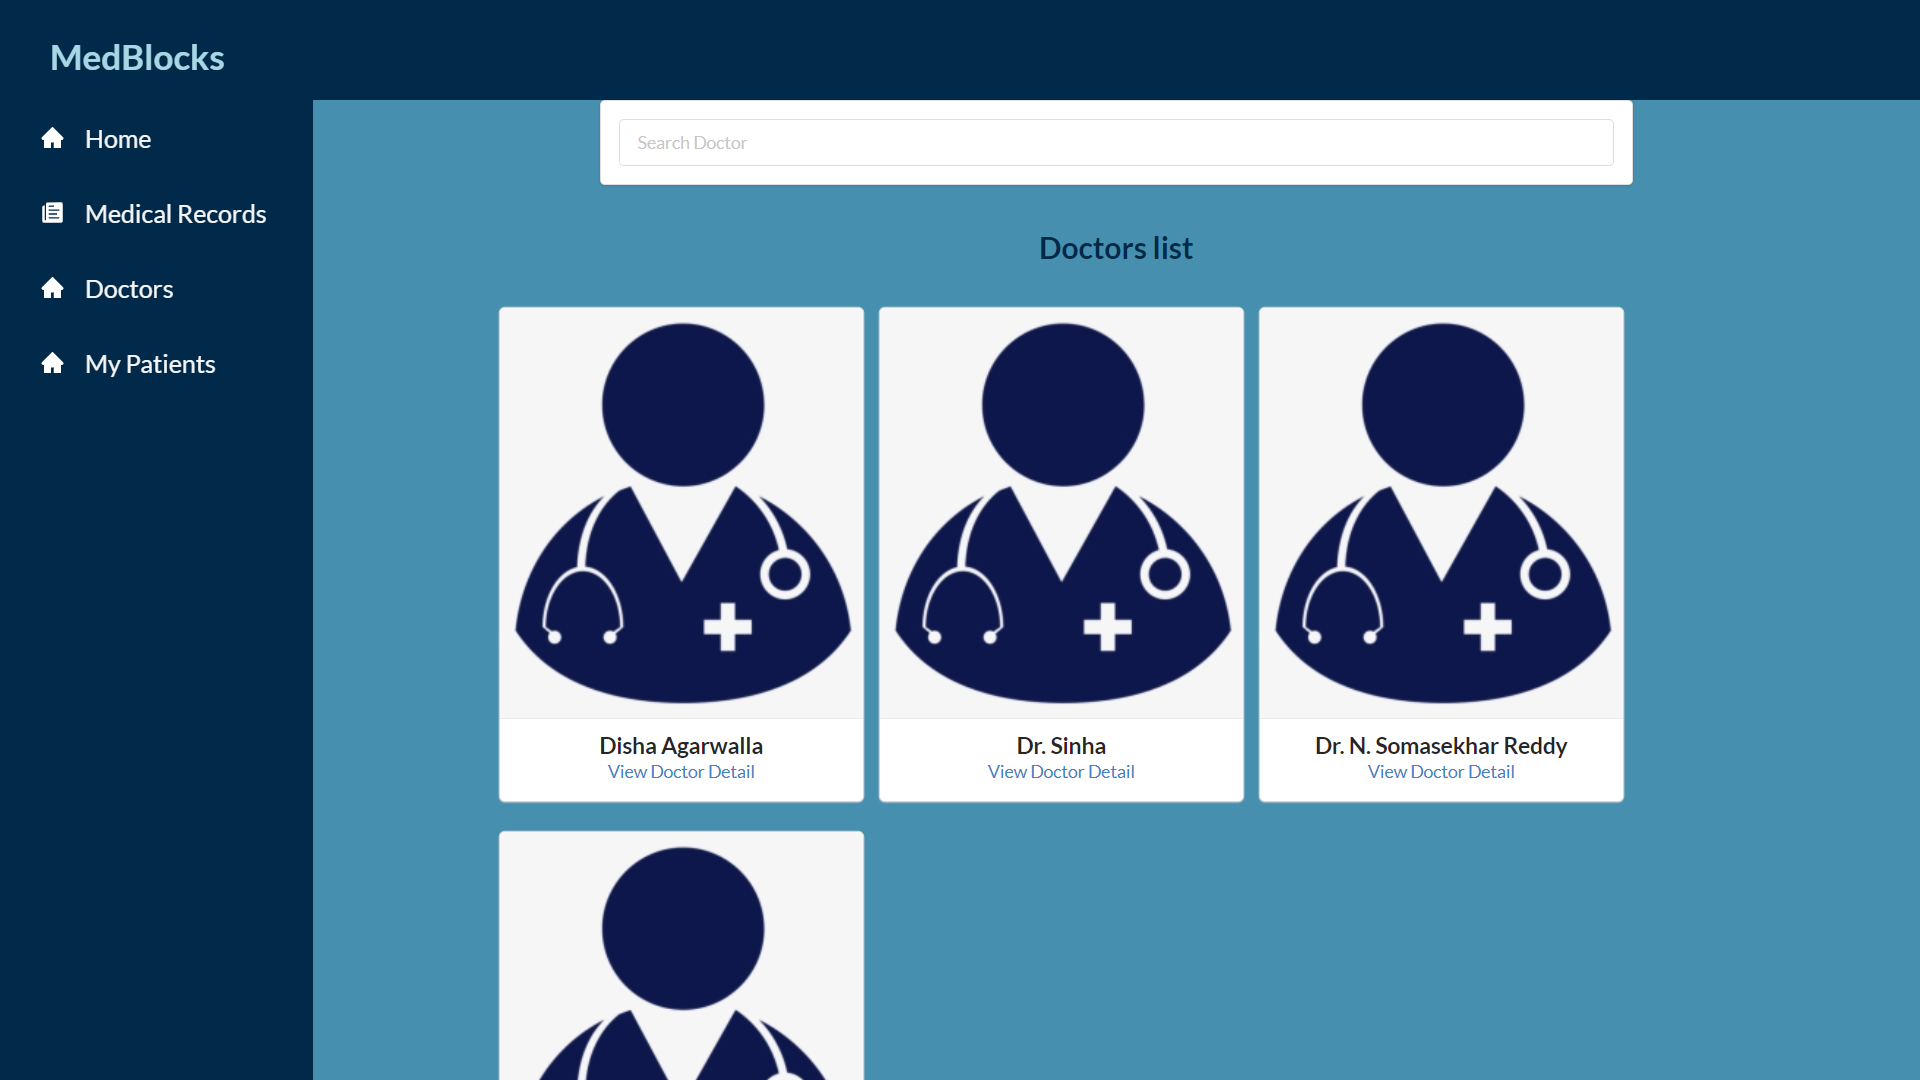 MedBlocks
Home
Medical Records
Doctors
My Patients
Search Doctor
Doctors list
Disha Agarwalla
View Doctor Detail
Dr. Sinha
View Doctor Detail
Dr. N. Somasekhar Reddy
View Doctor Detail